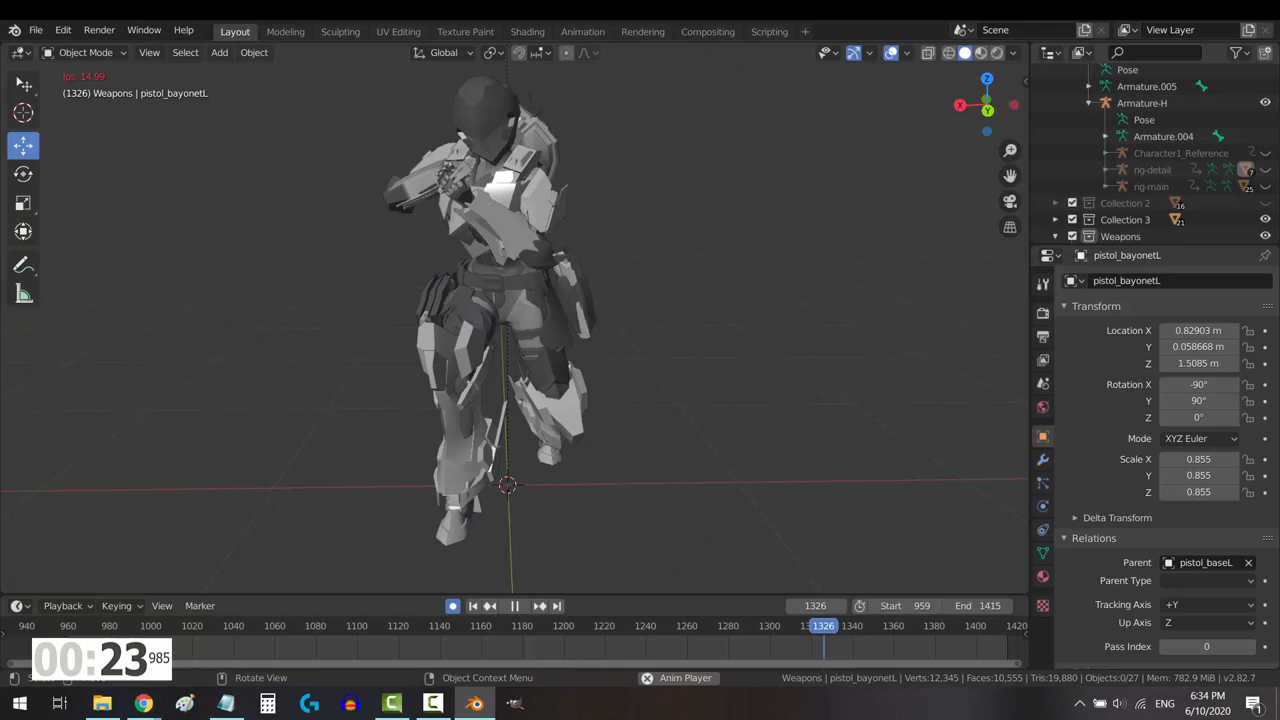 File Edit Render Window Help
Layout Modeling Sculpting UV Editing Texture Paint Shading Animation Rendering Compositing Scripting +
Scene
View Layer
Object Mode View Select Add Object
Global
fps: 14.99
(1326) Weapons | pistol_bayonetL
Z
X
Y
Pose
Armature.005
Armature-H
Pose
Armature.004
Character1_Reference
rig-detail 7
rig-main 25
Collection 2 16
Collection 3 21
Weapons
pistol_bayonetL
pistol_bayonetL
Transform
Location X 0.82903 m
Y 0.058668 m
Z 1.5085 m
Rotation X -90°
Y 90°
Z 0°
Mode XYZ Euler
Scale X 0.855
Y 0.855
Z 0.855
Delta Transform
Relations
Parent pistol_baseL
Parent Type
Tracking Axis +Y
Up Axis Z
Pass Index 0
Playback Keying View Marker
1326 Start 959 End 1415
940 960 980 1000 1020 1040 1060 1080 1100 1120 1140 1160 1180 1200 1220 1240 1260 1280 1300 1326 1340 1360 1380 1400 1420
00:23 985
Rotate View
Object Context Menu
Anim Player
Weapons | pistol_bayonetL | Verts:12,345 | Faces:10,555 | Tris:19,880 | Objects:0/27 | Mem: 782.9 MiB | v2.82.7
ENG
6:34 PM
6/10/2020